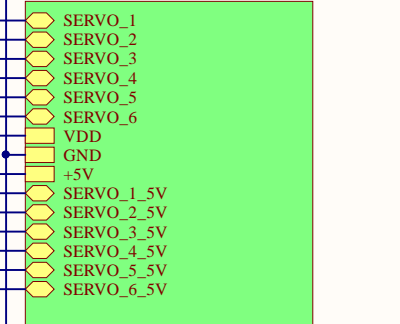 SERVO_1
SERVO_2
SERVO_3
SERVO_4
SERVO_5
SERVO_6
VDD
GND
+5V
SERVO_1_5V
SERVO_2_5V
SERVO_3_5V
SERVO_4_5V
SERVO_5_5V
SERVO_6_5V